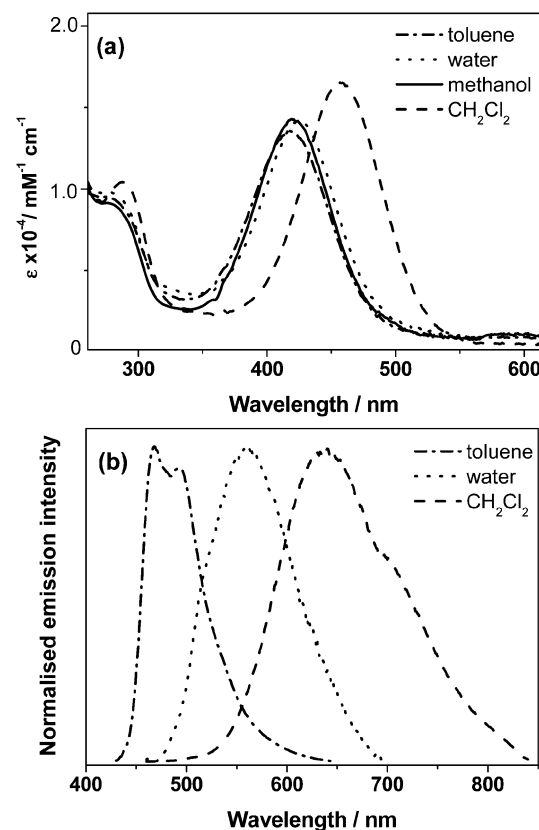 2.0
(a)
toluene
water
methanol
CH₂Cl₂
ε x10⁻⁴/ mM⁻¹ cm⁻¹
1.0
0
300 400 500 600
Wavelength / nm
(b)
toluene
water
CH₂Cl₂
Normalised emission intensity
400 500 600 700 800
Wavelength / nm